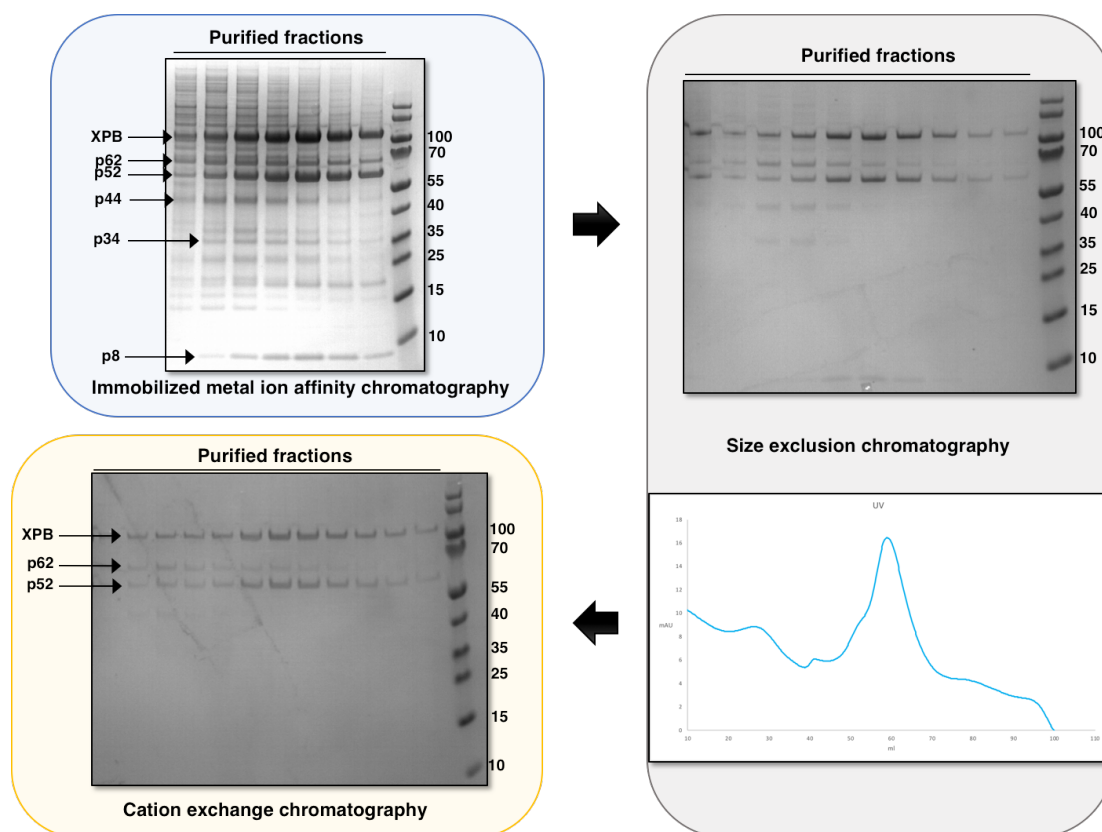 Purified fractions
XPB
p62
p52
p44
p34
p8
100
70
55
40
35
25
15
10
Immobilized metal ion affinity chromatography
Purified fractions
100
70
55
40
35
25
15
10
Size exclusion chromatography
UV
18
16
14
12
10
8
6
4
2
0
mAU
10 20 30 40 50 60 70 80 90 100 110
ml
Purified fractions
XPB
p62
p52
100
70
55
40
35
25
15
10
Cation exchange chromatography